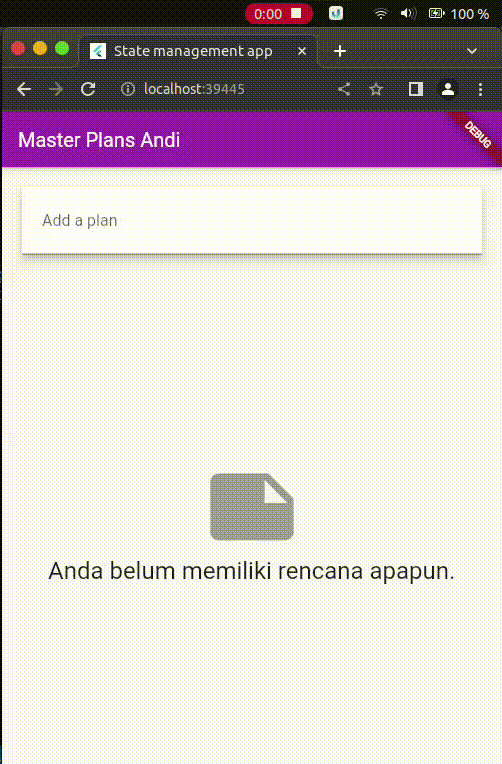 0:00
100 %
State management app
localhost:39445
Master Plans Andi
DEBUG
Add a plan
Anda belum memiliki rencana apapun.